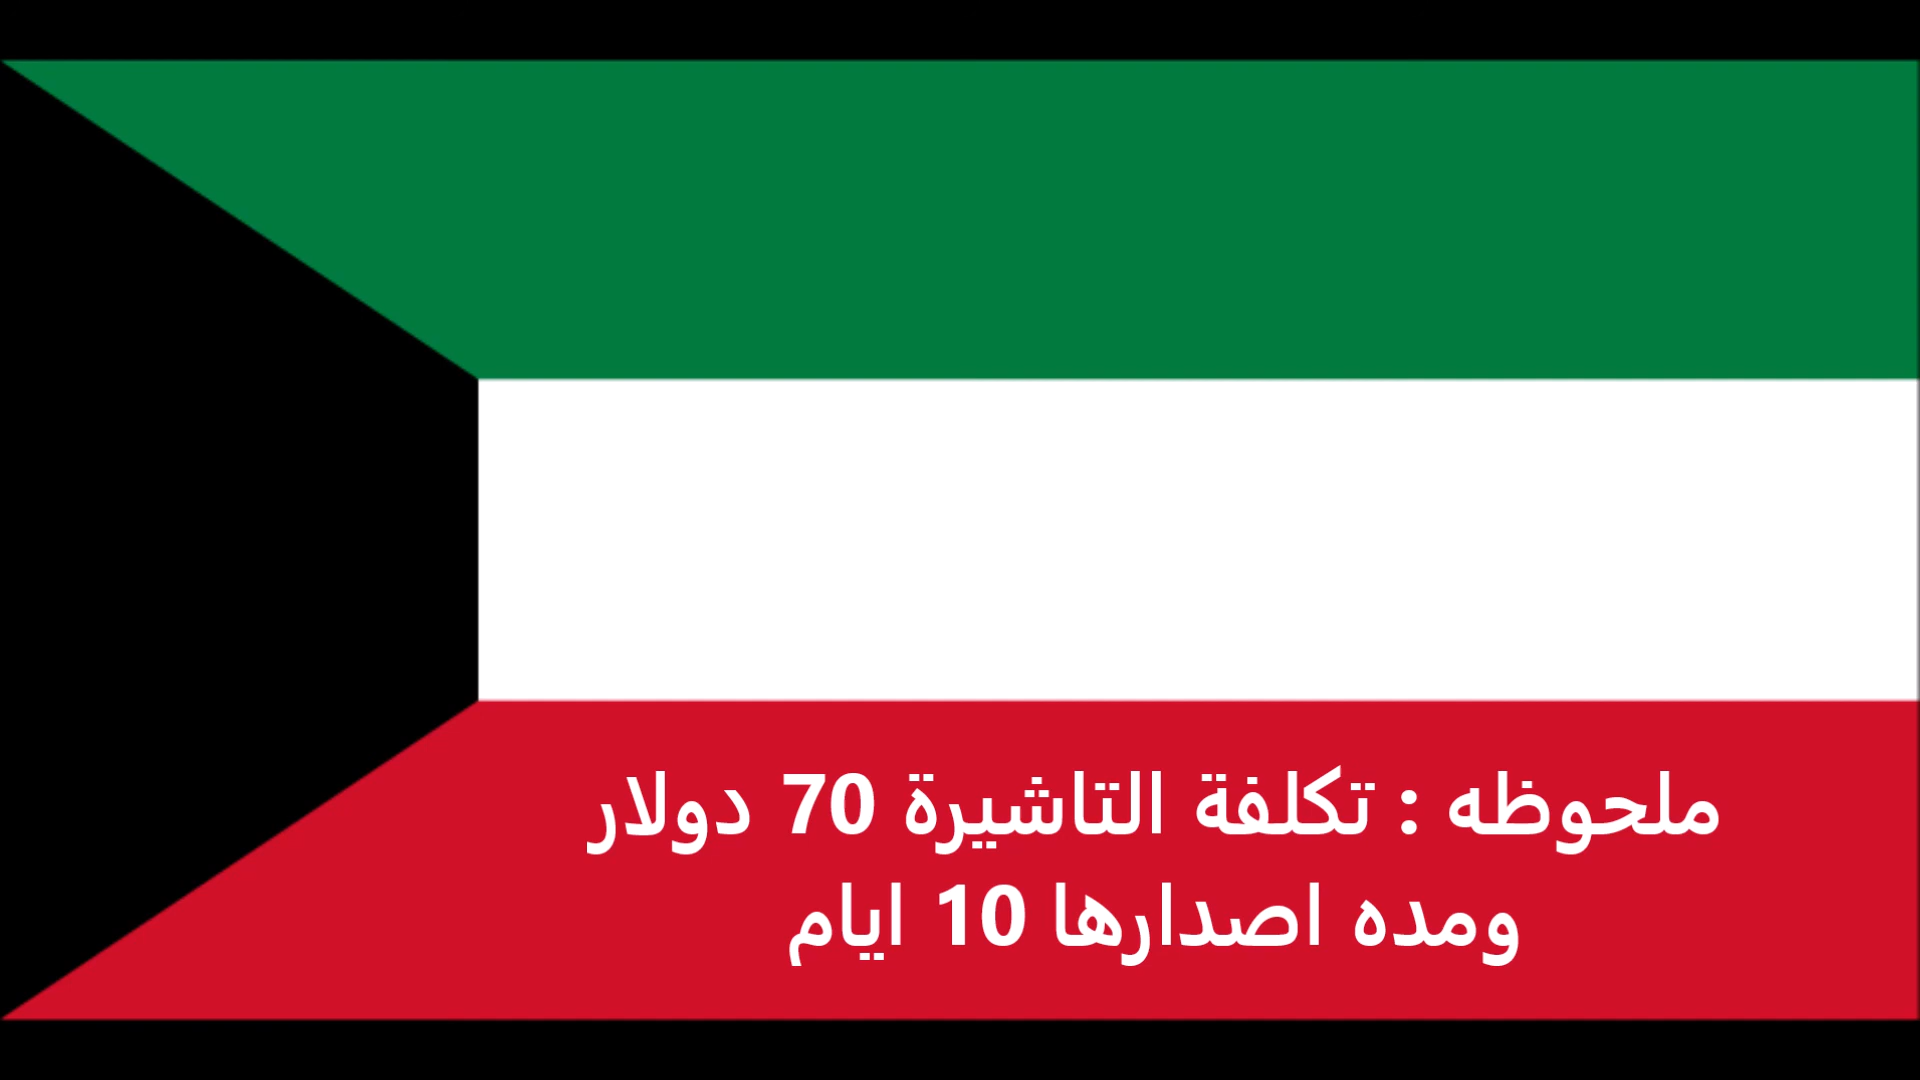 ملحوظه : تكلفة التاشيرة 70 دولار
ومده اصدارها 10 ايام